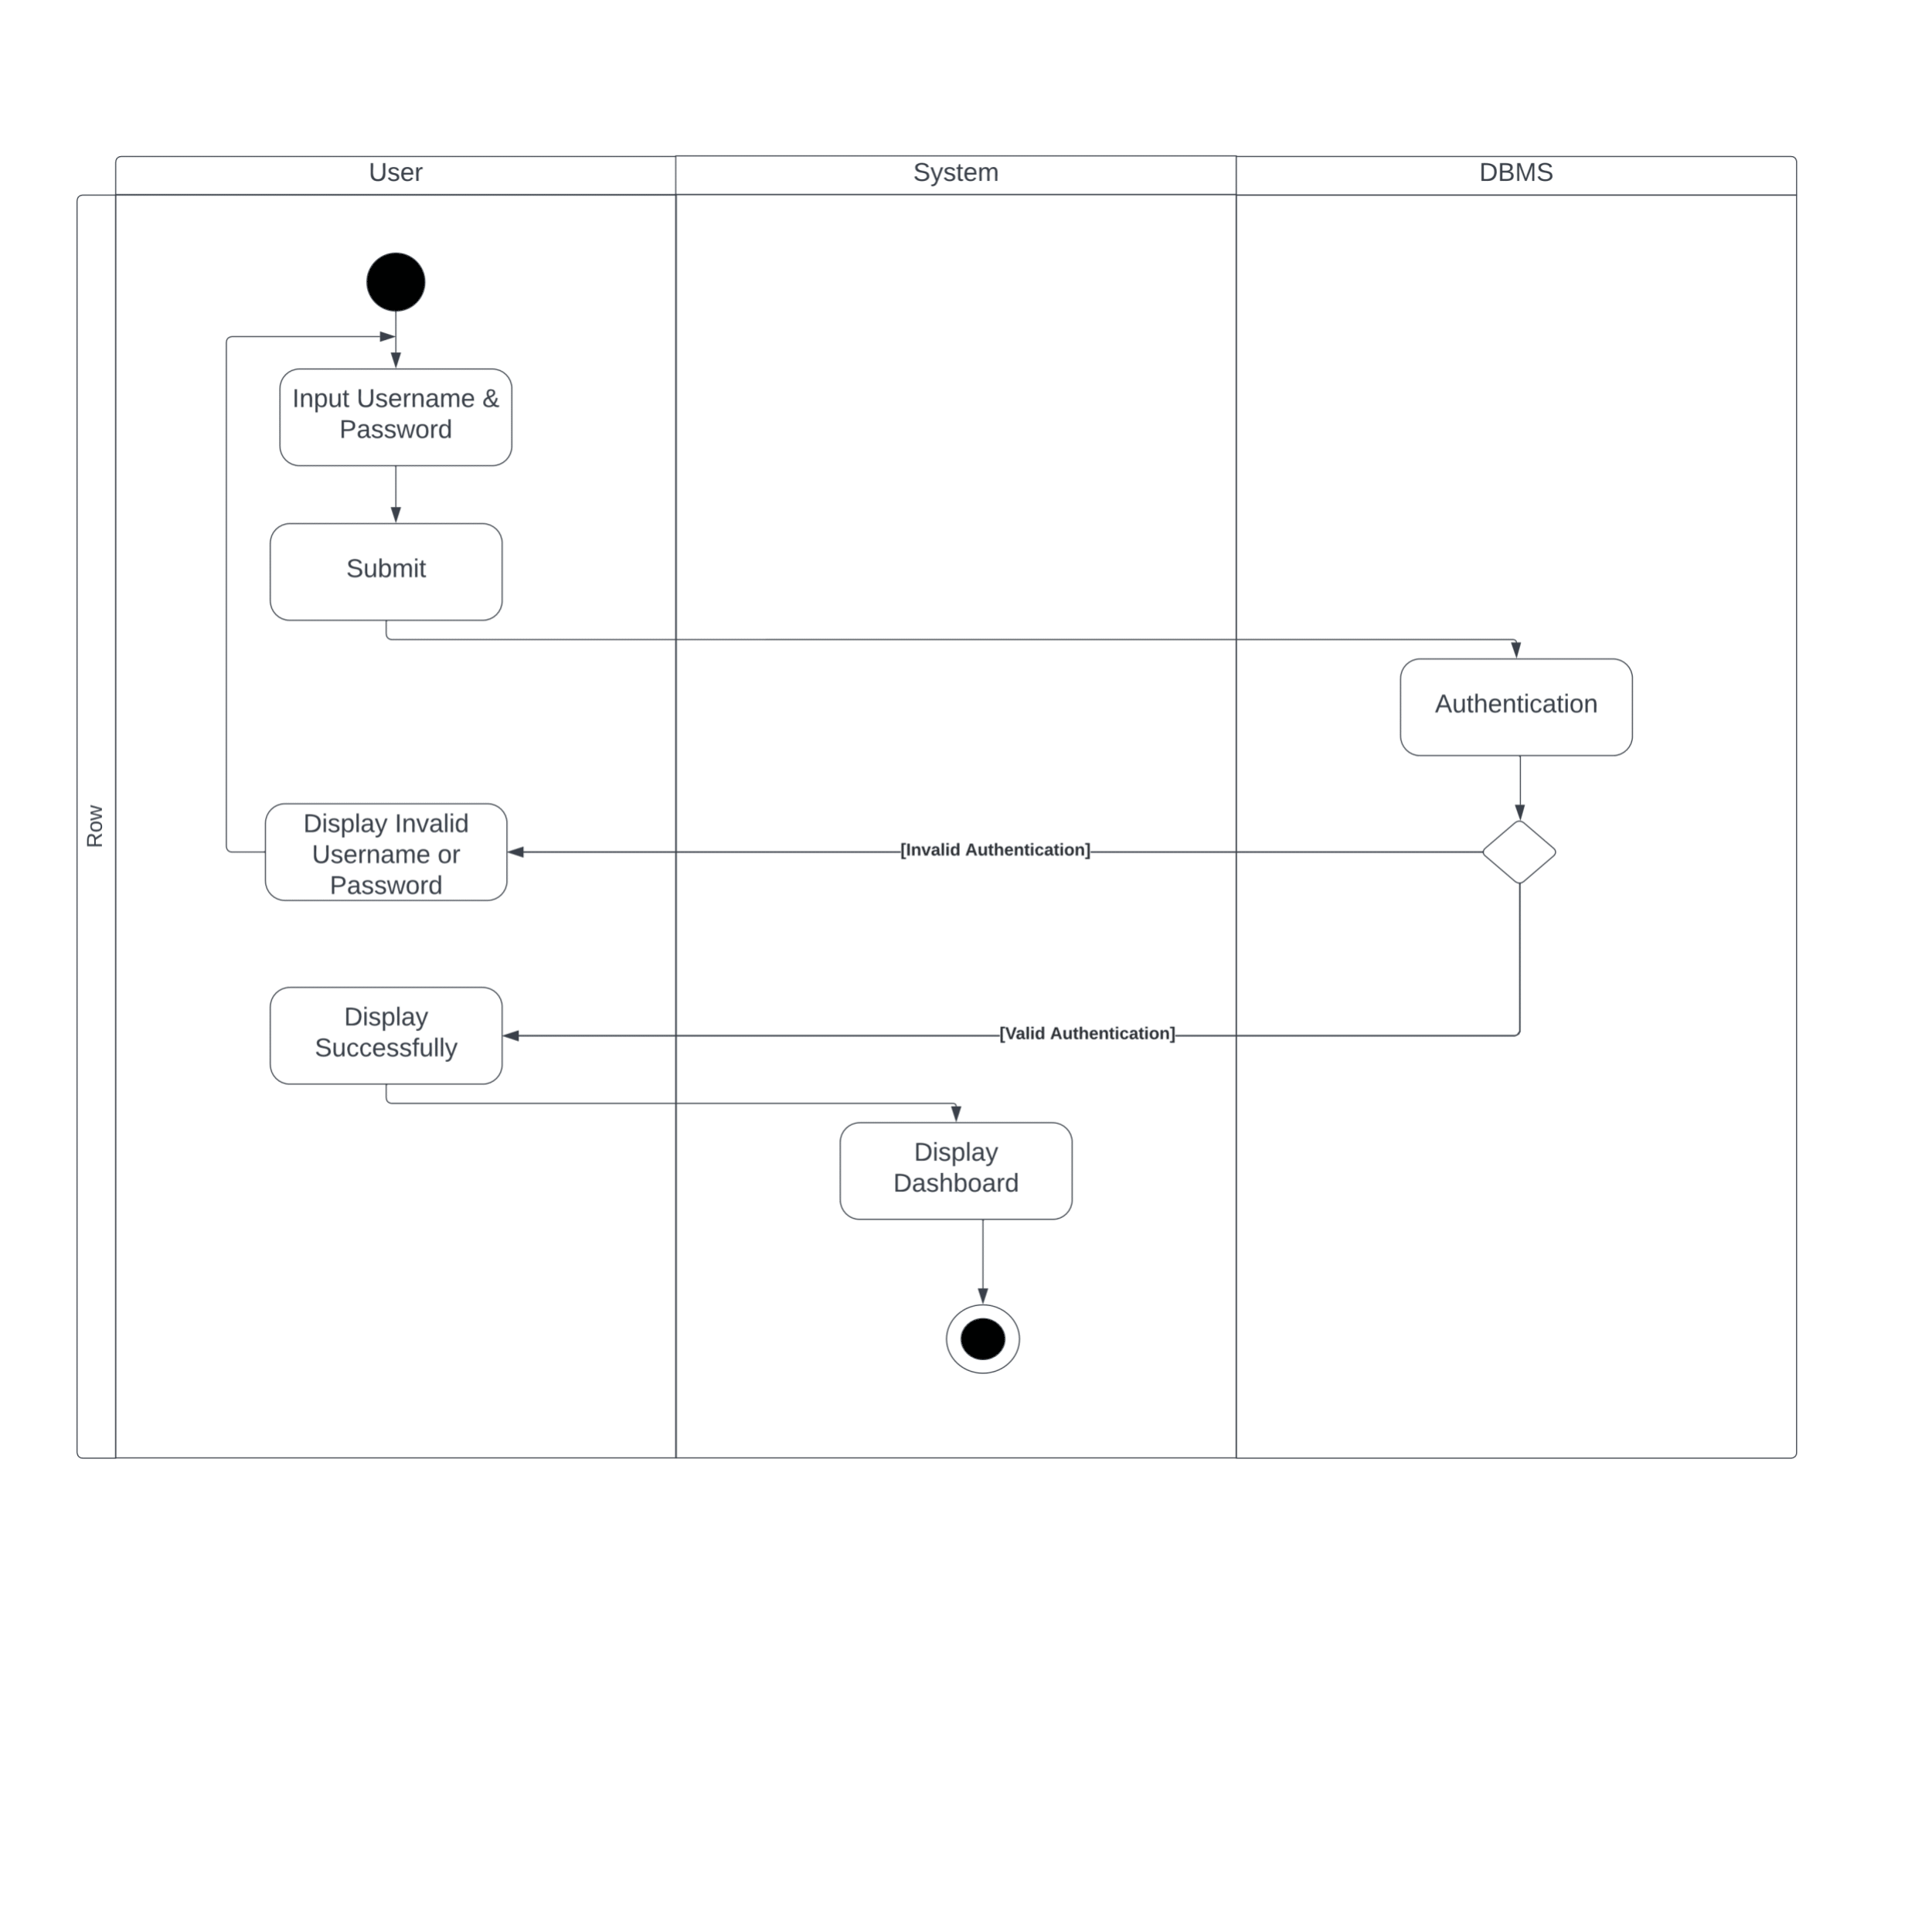 User
System
DBMS
Input Username &
Password
Submit
Authentication
Row
Display Invalid
Username or
Password
[Invalid Authentication]
Display
Successfully
[Valid Authentication]
Display
Dashboard